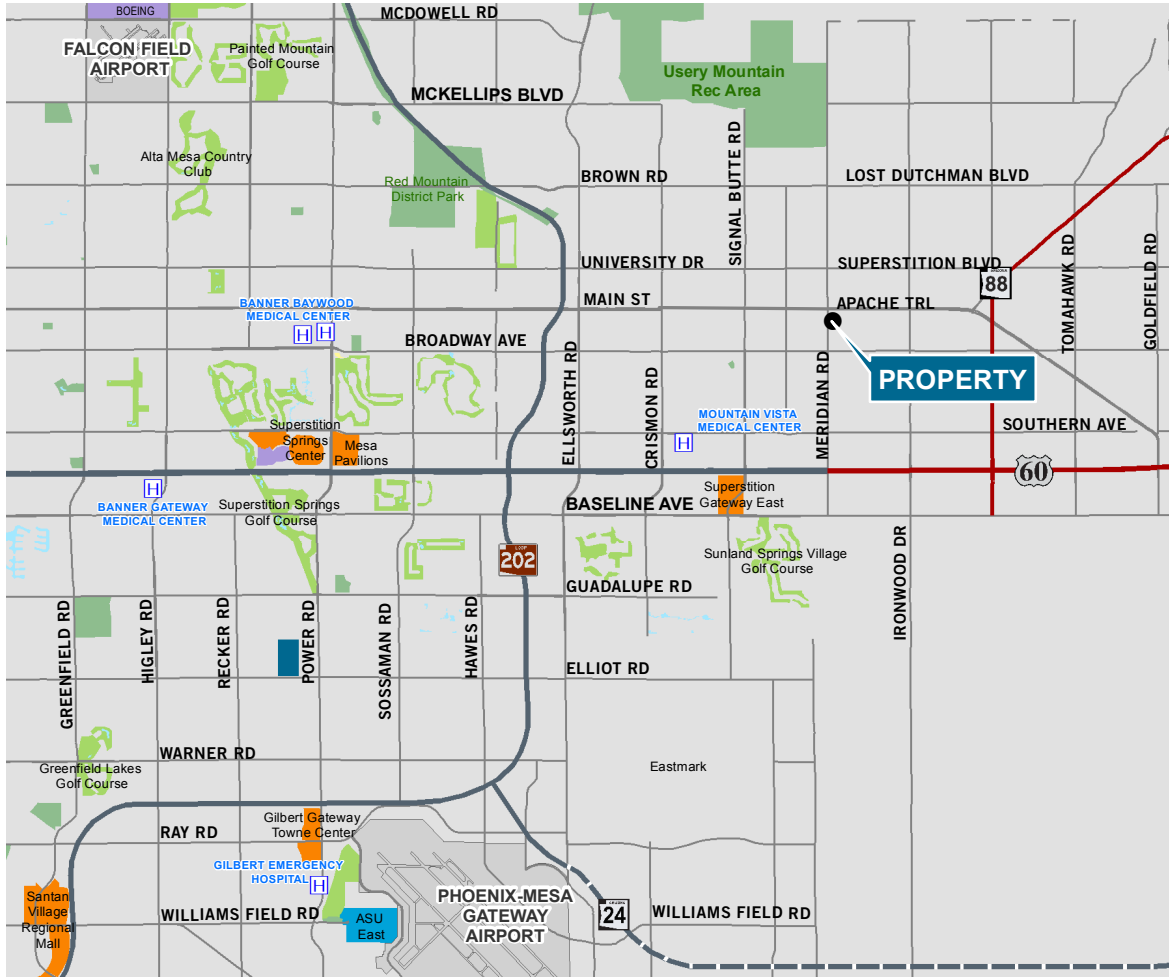 BOEING
MCDOWELL RD
FALCON FIELD
AIRPORT
Painted Mountain
Golf Course
Usery Mountain
Rec Area
MCKELLIPS BLVD
SIGNAL BUTTE RD
Alta Mesa Country
Club
Red Mountain
District Park
BROWN RD
LOST DUTCHMAN BLVD
UNIVERSITY DR
SUPERSTITION BLVD
TOMAHAWK RD
GOLDFIELD RD
ARIZONA
88
BANNER BAYWOOD
MEDICAL CENTER
H
H
MAIN ST
APACHE TRL
BROADWAY AVE
ELLSWORTH RD
CRISMON RD
MERIDIAN RD
PROPERTY
MOUNTAIN VISTA
MEDICAL CENTER
H
SOUTHERN AVE
Superstition
Springs
Center
Mesa
Pavilions
60
H
BANNER GATEWAY
MEDICAL CENTER
Superstition Springs
Golf Course
BASELINE AVE
Superstition
Gateway East
LOOP
202
Sunland Springs Village
Golf Course
IRONWOOD DR
GUADALUPE RD
GREENFIELD RD
HIGLEY RD
RECKER RD
POWER RD
SOSSAMAN RD
HAWES RD
ELLIOT RD
WARNER RD
Greenfield Lakes
Golf Course
Eastmark
Gilbert Gateway
Towne Center
RAY RD
GILBERT EMERGENCY
HOSPITAL
H
Santan
Village
Regional
Mall
WILLIAMS FIELD RD
ASU
East
PHOENIX-MESA
GATEWAY
AIRPORT
ARIZONA
24
WILLIAMS FIELD RD